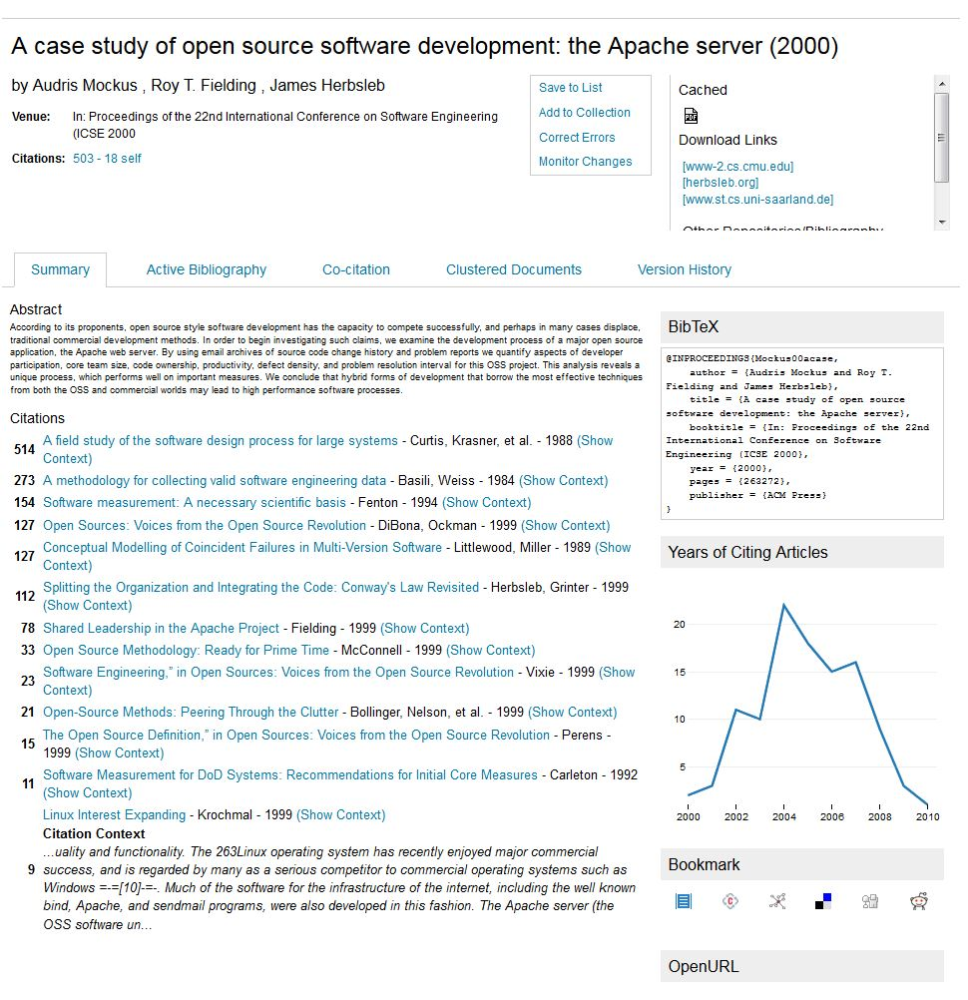 A case study of open source software development: the Apache server (2000)
by Audris Mockus , Roy T. Fielding , James Herbsleb
Venue: In: Proceedings of the 22nd International Conference on Software Engineering
(ICSE 2000
Citations: 503 - 18 self
Save to List
Add to Collection
Correct Errors
Monitor Changes
Cached
Download Links
[www-2.cs.cmu.edu]
[herbsleb.org]
[www.st.cs.uni-saarland.de]
Other Repositories/Bibliography
Summary
Active Bibliography
Co-citation
Clustered Documents
Version History
Abstract
According to its proponents, open source style software development has the capacity to compete successfully, and perhaps in many cases displace,
traditional commercial development methods. In order to begin investigating such claims, we examine the development process of a major open source
application, the Apache web server. By using email archives of source code change history and problem reports we quantify aspects of developer
participation, core team size, code ownership, productivity, defect density, and problem resolution interval for this OSS project. This analysis reveals a
unique process, which performs well on important measures. We conclude that hybrid forms of development that borrow the most effective techniques
from both the OSS and commercial worlds may lead to high performance software processes.
Citations
514 A field study of the software design process for large systems - Curtis, Krasner, et al. - 1988 (Show
Context)
273 A methodology for collecting valid software engineering data - Basili, Weiss - 1984 (Show Context)
154 Software measurement: A necessary scientific basis - Fenton - 1994 (Show Context)
127 Open Sources: Voices from the Open Source Revolution - DiBona, Ockman - 1999 (Show Context)
127 Conceptual Modelling of Coincident Failures in Multi-Version Software - Littlewood, Miller - 1989 (Show
Context)
112 Splitting the Organization and Integrating the Code: Conway's Law Revisited - Herbsleb, Grinter - 1999
(Show Context)
78 Shared Leadership in the Apache Project - Fielding - 1999 (Show Context)
33 Open Source Methodology: Ready for Prime Time - McConnell - 1999 (Show Context)
23 Software Engineering,” in Open Sources: Voices from the Open Source Revolution - Vixie - 1999 (Show
Context)
21 Open-Source Methods: Peering Through the Clutter - Bollinger, Nelson, et al. - 1999 (Show Context)
15 The Open Source Definition,” in Open Sources: Voices from the Open Source Revolution - Perens -
1999 (Show Context)
11 Software Measurement for DoD Systems: Recommendations for Initial Core Measures - Carleton - 1992
(Show Context)
Linux Interest Expanding - Krochmal - 1999 (Show Context)
Citation Context
...uality and functionality. The 263Linux operating system has recently enjoyed major commercial
9 success, and is regarded by many as a serious competitor to commercial operating systems such as
Windows =-=[10]-=-. Much of the software for the infrastructure of the internet, including the well known
bind, Apache, and sendmail programs, were also developed in this fashion. The Apache server (the
OSS software un...
BibTeX
@INPROCEEDINGS{Mockus00acase,
author = {Audris Mockus and Roy T.
Fielding and James Herbsleb},
title = {A case study of open source
software development: the Apache server},
booktitle = {In: Proceedings of the 22nd
International Conference on Software
Engineering (ICSE 2000},
year = {2000},
pages = {263272},
publisher = {ACM Press}
}
Years of Citing Articles
20
15
10
5
2000 2002 2004 2006 2008 2010
Bookmark
OpenURL